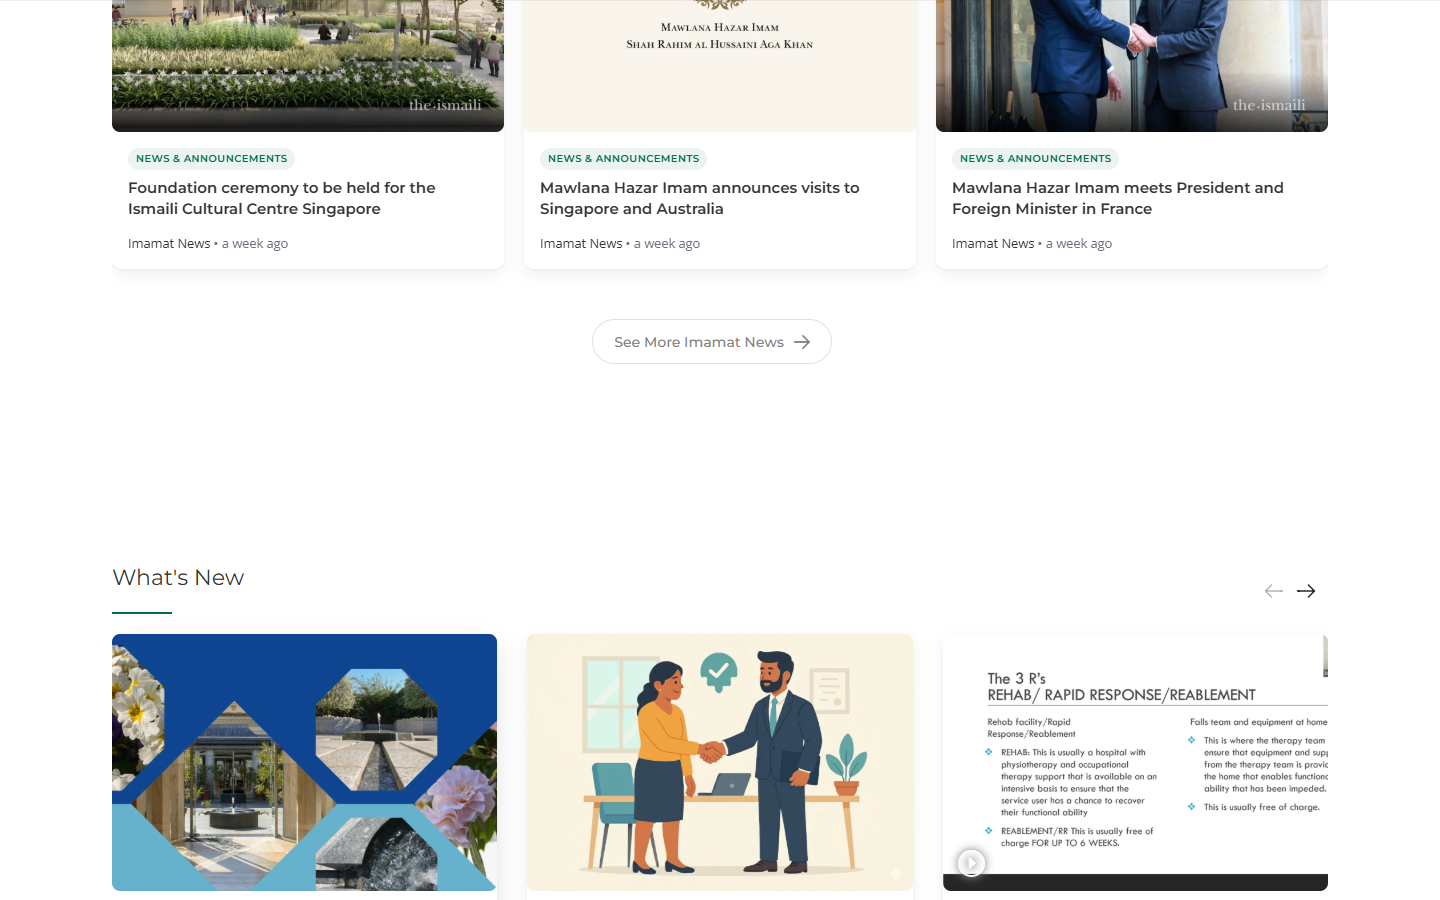 the·ismaili
Mawlana Hazar Imam
Shah Rahim al Hussaini Aga Khan
the·ismaili
NEWS & ANNOUNCEMENTS
Foundation ceremony to be held for the
Ismaili Cultural Centre Singapore
Imamat News • a week ago
NEWS & ANNOUNCEMENTS
Mawlana Hazar Imam announces visits to
Singapore and Australia
Imamat News • a week ago
NEWS & ANNOUNCEMENTS
Mawlana Hazar Imam meets President and
Foreign Minister in France
Imamat News • a week ago
See More Imamat News
What's New
The 3 R's
REHAB/ RAPID RESPONSE/REABLEMENT
Rehab facility/Rapid
Response/Reablement
REHAB: This is usually a hospital with
physiotherapy and occupational
therapy support that is available on an
intensive basis to ensure that the
service user has a chance to recover
their functional ability
REABLEMENT/RR This is usually free of
charge FOR UP TO 6 WEEKS.
Falls team and equipment at home
This is where the therapy team
ensure that equipment and
from the therapy team is
the home that enables
ability that has been impeded.
This is usually free of charge.